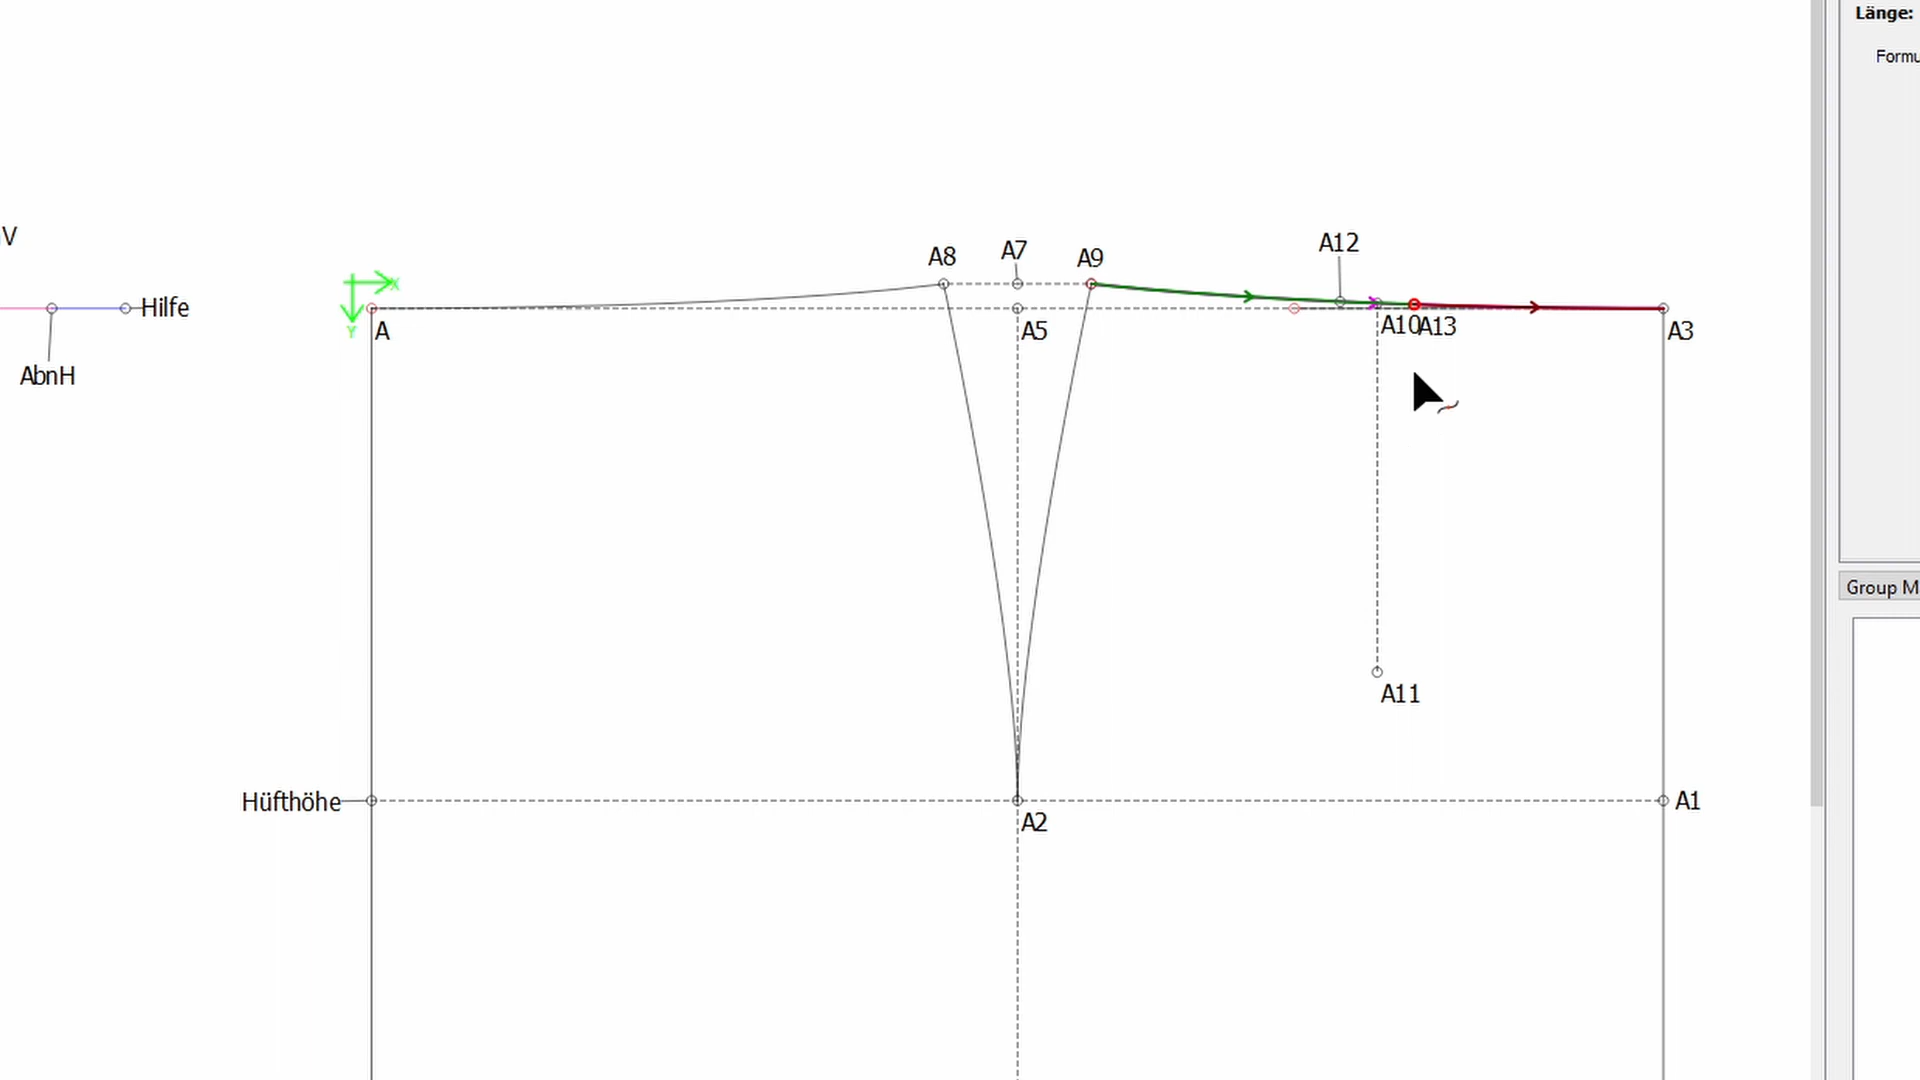 Länge:
Formu
V
A12
A8
A7
A9
X
Hilfe
Y
A
A5
A10
A13
A3
AbnH
Group M
A11
Hüfthöhe
A1
A2